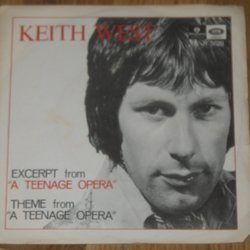 KEITH WEST
EXCERPT from
"A TEENAGE OPERA"
THEME from
"A TEENAGE OPERA"